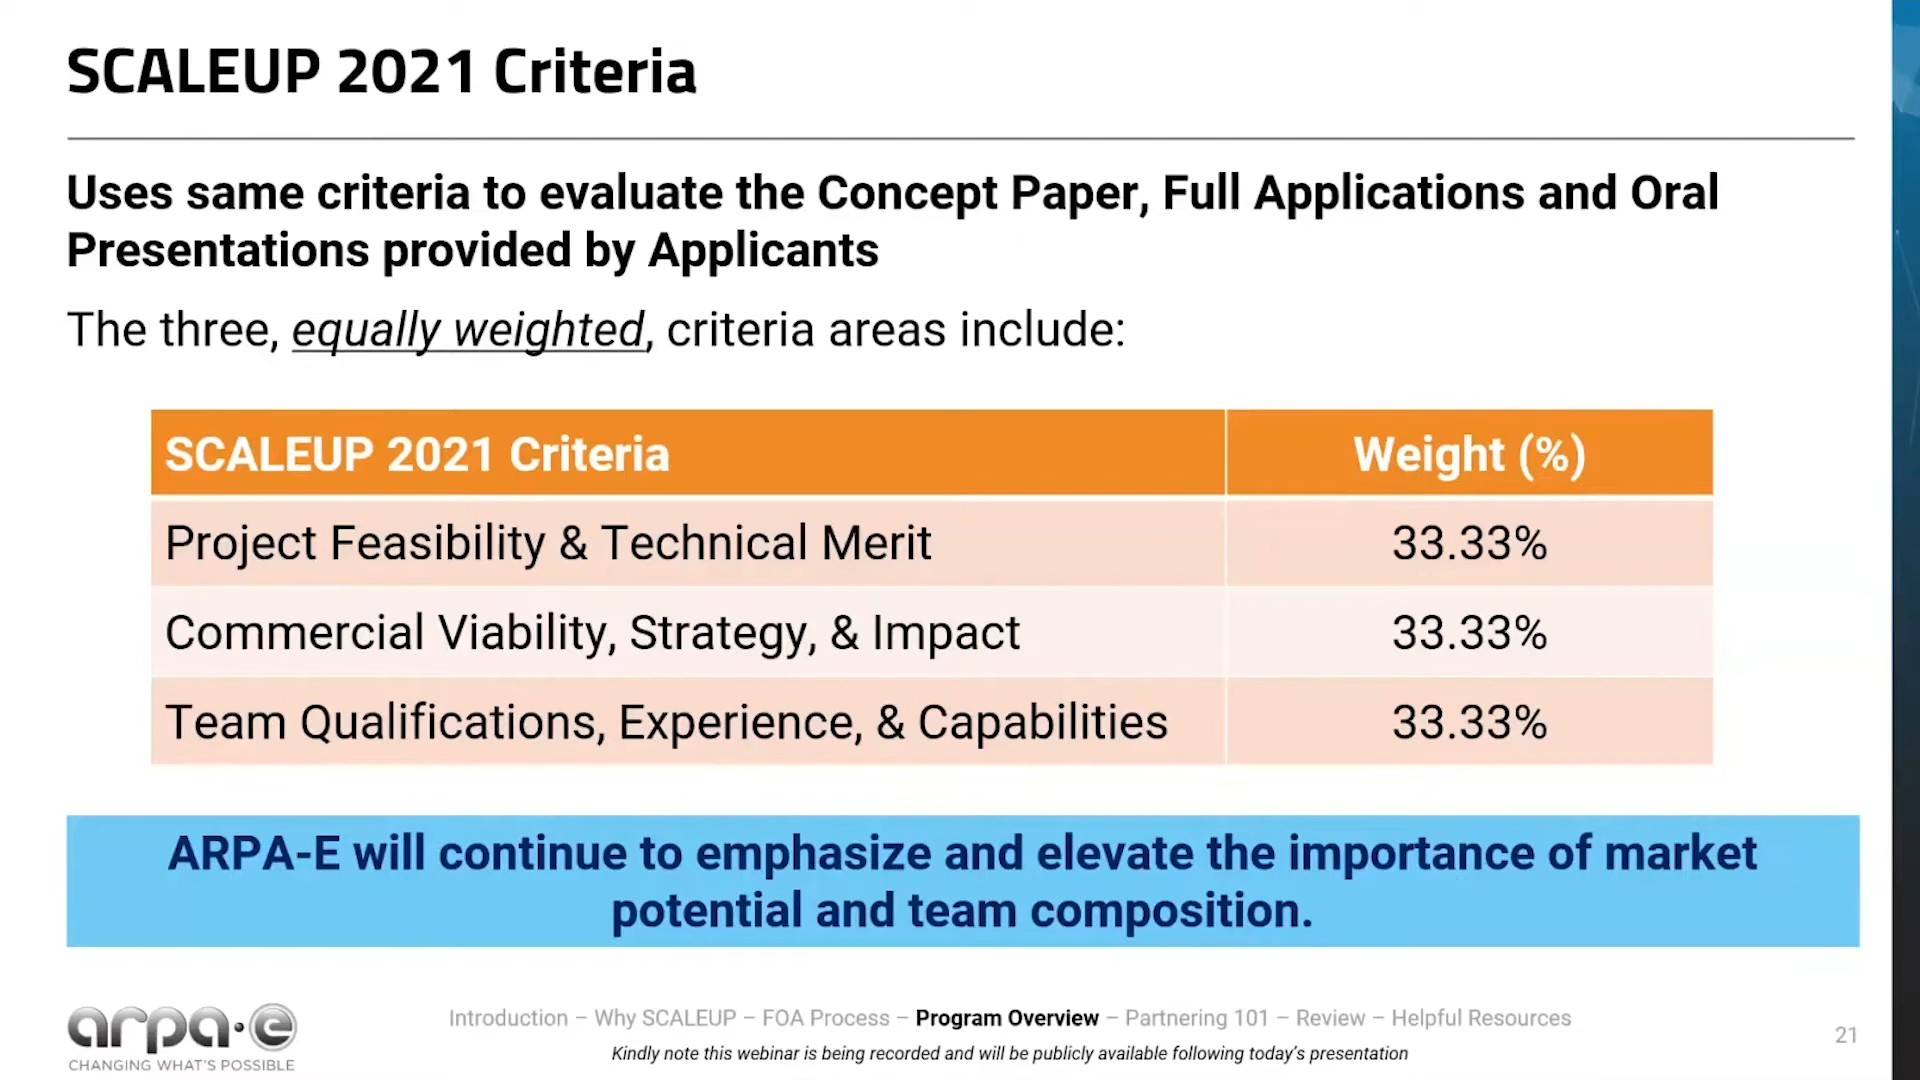 SCALEUP 2021 Criteria
Uses same criteria to evaluate the Concept Paper, Full Applications and Oral
Presentations provided by Applicants
The three, equally weighted, criteria areas include:
SCALEUP 2021 Criteria Weight (%)
Project Feasibility & Technical Merit 33.33%
Commercial Viability, Strategy, & Impact 33.33%
Team Qualifications, Experience, & Capabilities 33.33%
ARPA-E will continue to emphasize and elevate the importance of market
potential and team composition.
arpa·e
CHANGING WHAT'S POSSIBLE
Introduction – Why SCALEUP – FOA Process – Program Overview – Partnering 101 – Review – Helpful Resources
Kindly note this webinar is being recorded and will be publicly available following today's presentation
21